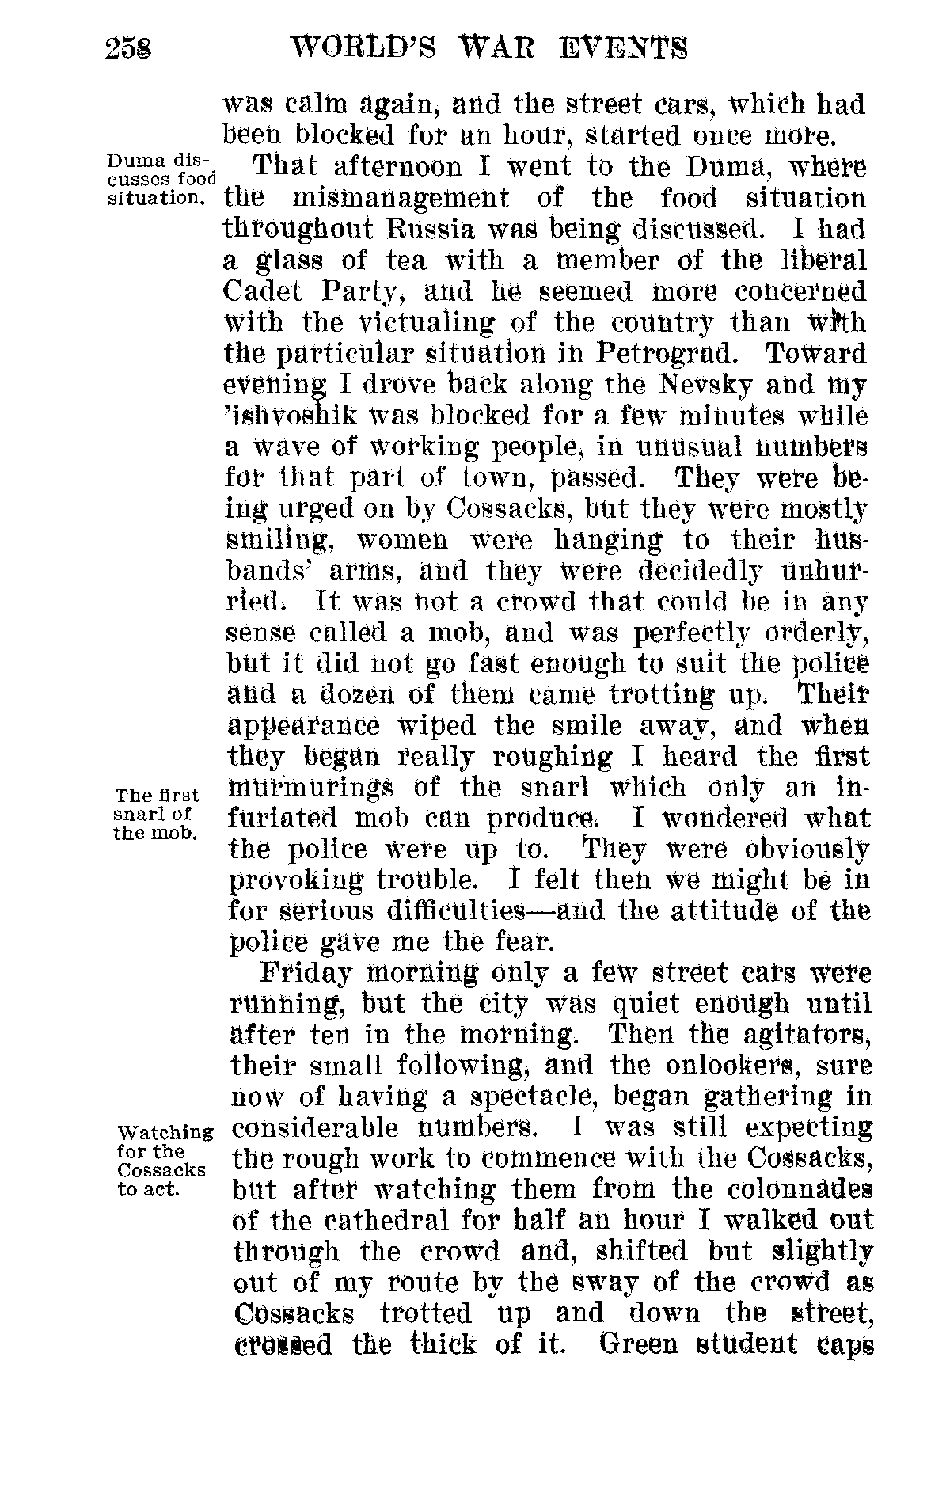 258 WORLD'S WAR EVENTS
was calm again, and the street cars, which had
been blocked for an hour, started once more.
Duma dis-
cusses food
situation.
That afternoon I went to the Duma, where
the mismanagement of the food situation
throughout Russia was being discussed. I had
a glass of tea with a member of the liberal
Cadet Party, and he seemed more concerned
with the victualing of the country than with
the particular situation in Petrograd. Toward
evening I drove back along the Nevsky and my
'ishvoshik was blocked for a few minutes while
a wave of working people, in unusual numbers
for that part of town, passed. They were be-
ing urged on by Cossacks, but they were mostly
smiling, women were hanging to their hus-
bands' arms, and they were decidedly unhur-
ried. It was not a crowd that could be in any
sense called a mob, and was perfectly orderly,
but it did not go fast enough to suit the police
and a dozen of them came trotting up. Their
appearance wiped the smile away, and when
they began really roughing I heard the first
The first
snarl of
the mob.
murmurings of the snarl which only an in-
furiated mob can produce. I wondered what
the police were up to. They were obviously
provoking trouble. I felt then we might be in
for serious difficulties—and the attitude of the
police gave me the fear.
Friday morning only a few street cars were
running, but the city was quiet enough until
after ten in the morning. Then the agitators,
their small following, and the onlookers, sure
now of having a spectacle, began gathering in
Watching
for the
Cossacks
to act.
considerable numbers. I was still expecting
the rough work to commence with the Cossacks,
but after watching them from the colonnades
of the cathedral for half an hour I walked out
through the crowd and, shifted but slightly
out of my route by the sway of the crowd as
Cossacks trotted up and down the street,
crossed the thick of it. Green student caps